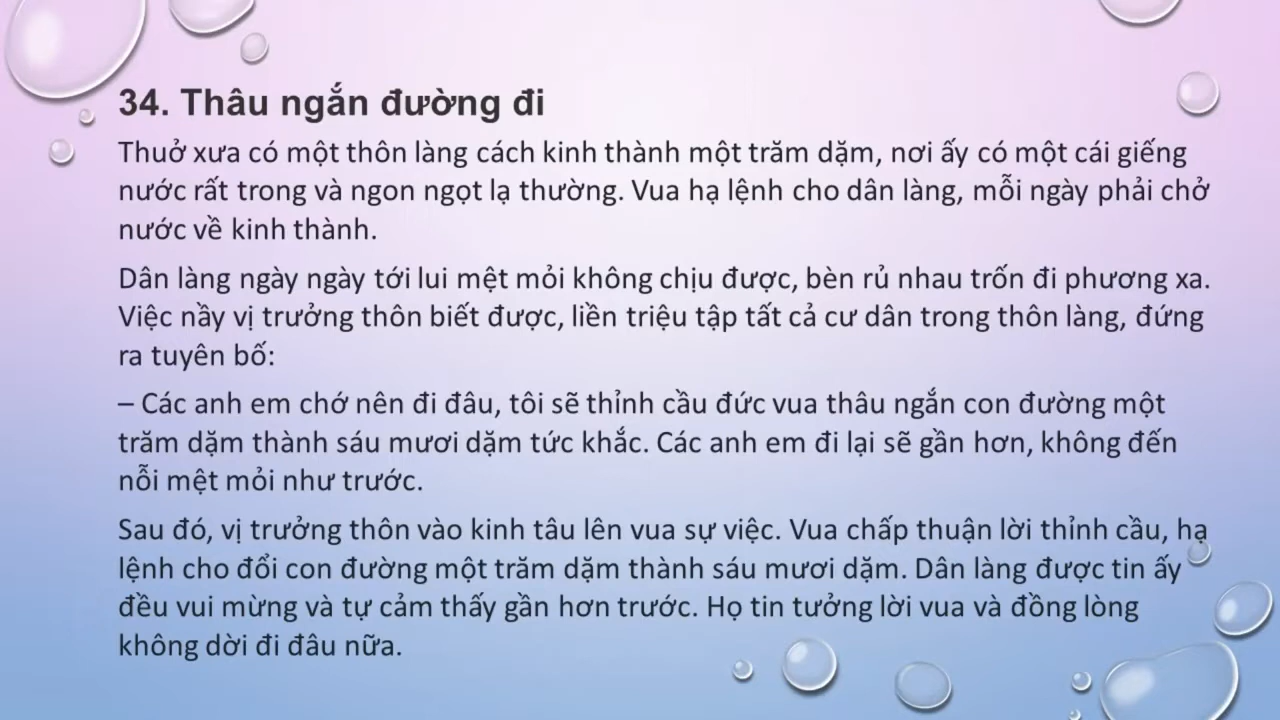 34. Thâu ngắn đường đi
Thuở xưa có một thôn làng cách kinh thành một trăm dặm, nơi ấy có một cái giếng
nước rất trong và ngon ngọt lạ thường. Vua hạ lệnh cho dân làng, mỗi ngày phải chở
nước về kinh thành.
Dân làng ngày ngày tới lui mệt mỏi không chịu được, bèn rủ nhau trốn đi phương xa.
Việc nầy vị trưởng thôn biết được, liền triệu tập tất cả cư dân trong thôn làng, đứng
ra tuyên bố:
– Các anh em chớ nên đi đâu, tôi sẽ thỉnh cầu đức vua thâu ngắn con đường một
trăm dặm thành sáu mươi dặm tức khắc. Các anh em đi lại sẽ gần hơn, không đến
nỗi mệt mỏi như trước.
Sau đó, vị trưởng thôn vào kinh tâu lên vua sự việc. Vua chấp thuận lời thỉnh cầu, hạ
lệnh cho đổi con đường một trăm dặm thành sáu mươi dặm. Dân làng được tin ấy
đều vui mừng và tự cảm thấy gần hơn trước. Họ tin tưởng lời vua và đồng lòng
không dời đi đâu nữa.